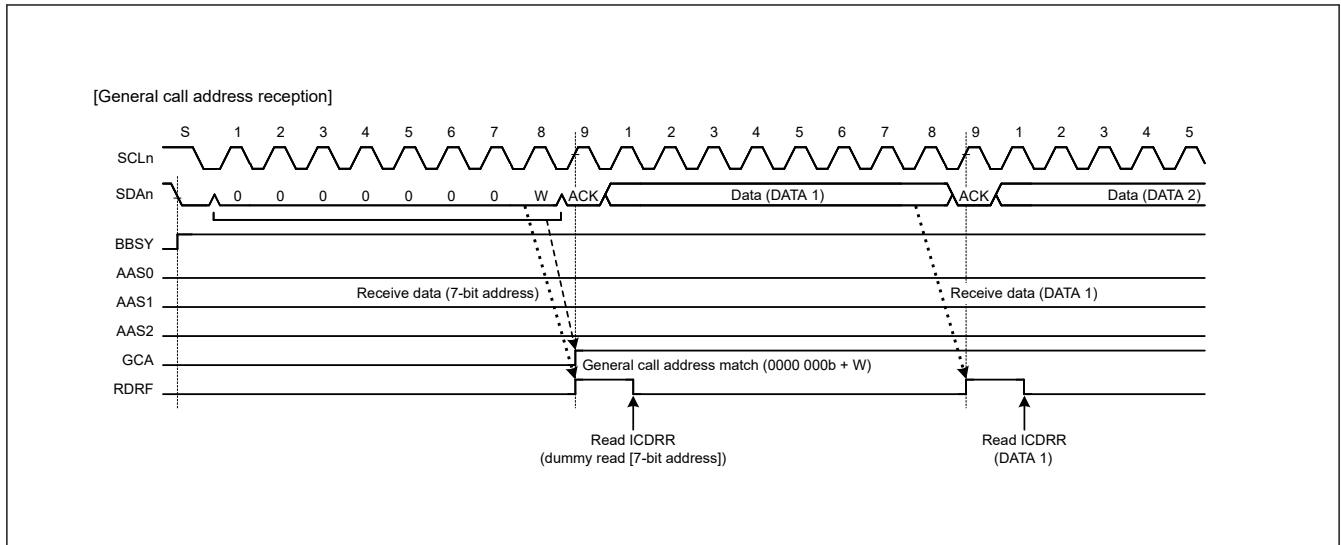 [General call address reception]
S 1 2 3 4 5 6 7 8 9 1 2 3 4 5 6 7 8 9 1 2 3 4 5
SCLn
SDAn 0 0 0 0 0 0 0 W ACK Data (DATA 1) ACK Data (DATA 2)
BBSY
AAS0
Receive data (7-bit address) Receive data (DATA 1)
AAS1
AAS2
GCA
General call address match (0000 000b + W)
RDRF
Read ICDRR Read ICDRR
(dummy read [7-bit address]) (DATA 1)